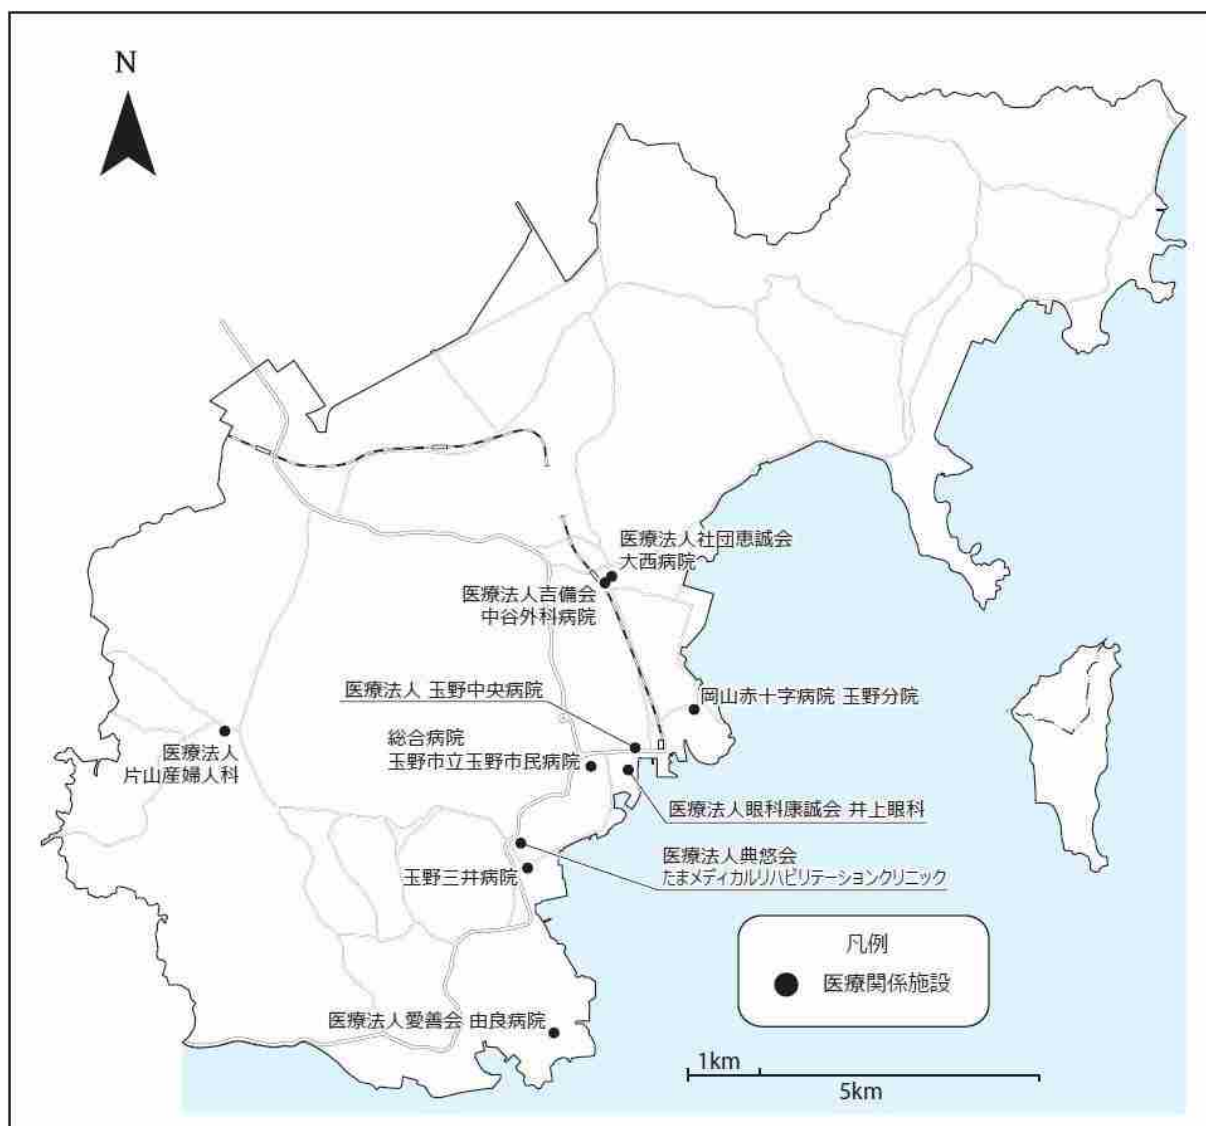 N
医療法人社団恵誠会
大西病院
医療法人吉備会
中谷外科病院
医療法人 玉野中央病院
岡山赤十字病院 玉野分院
総合病院
玉野市立玉野市民病院
医療法人
片山産婦人科
医療法人眼科康誠会 井上眼科
医療法人典悠会
たまメディカルリハビリテーションクリニック
玉野三井病院
凡例
医療関係施設
医療法人愛善会 由良病院
1km
5km